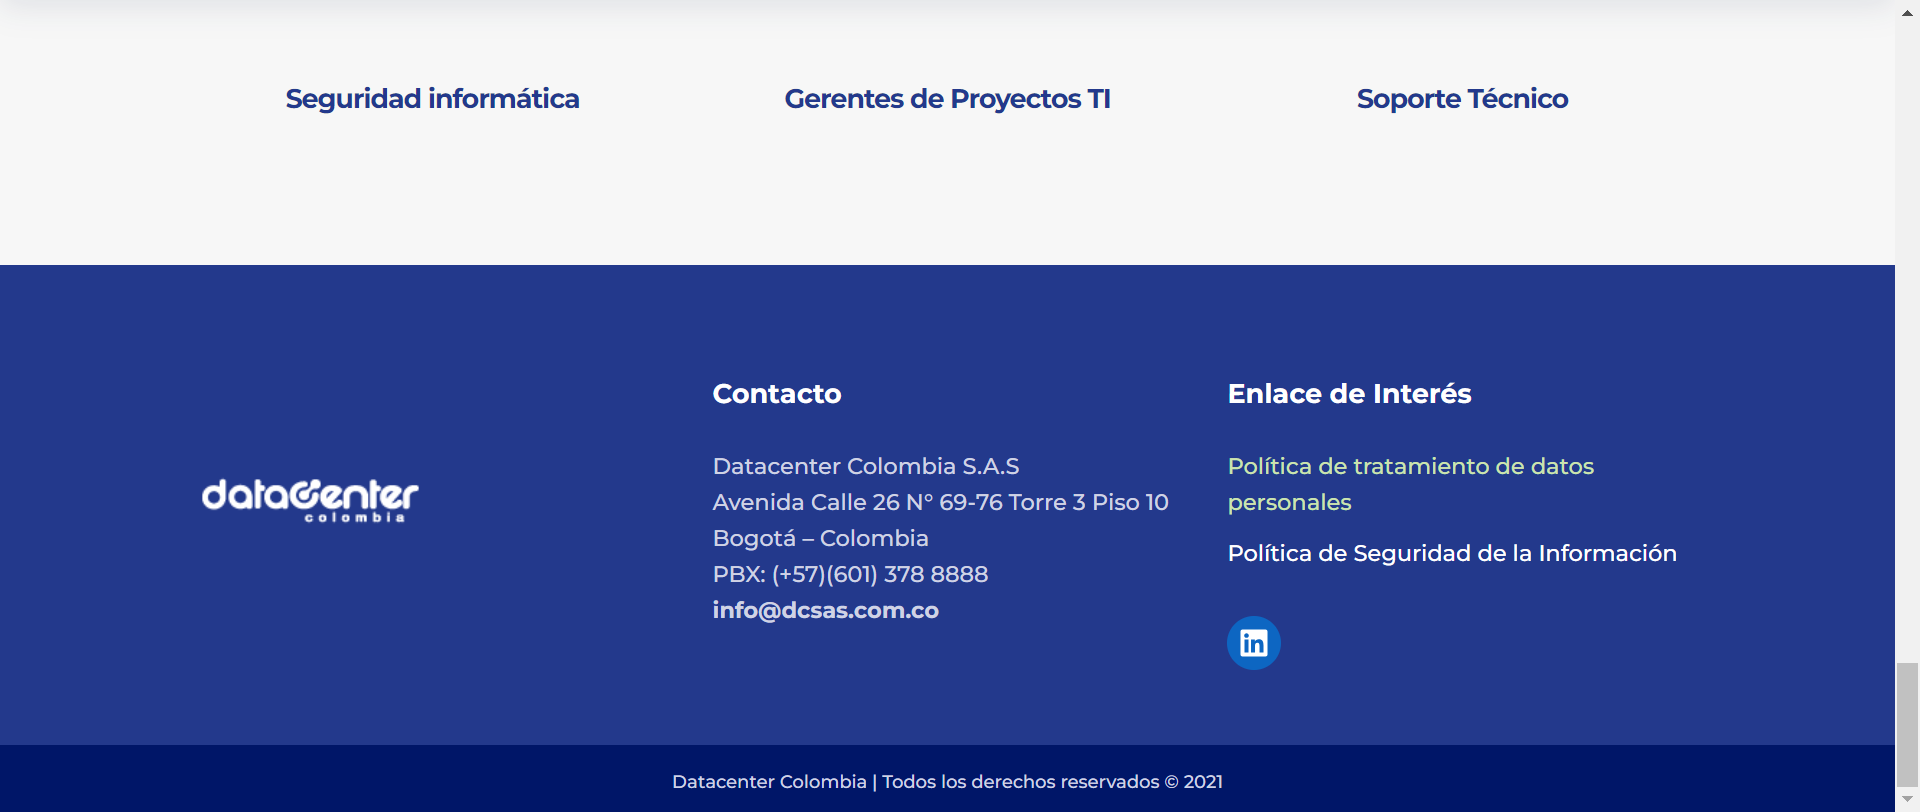 Seguridad informática
Gerentes de Proyectos TI
Soporte Técnico
datacenter
colombia
Contacto
Datacenter Colombia S.A.S
Avenida Calle 26 N° 69-76 Torre 3 Piso 10
Bogotá – Colombia
PBX: (+57)(601) 378 8888
info@dcsas.com.co
Enlace de Interés
Política de tratamiento de datos
personales
Política de Seguridad de la Información
in
Datacenter Colombia | Todos los derechos reservados © 2021